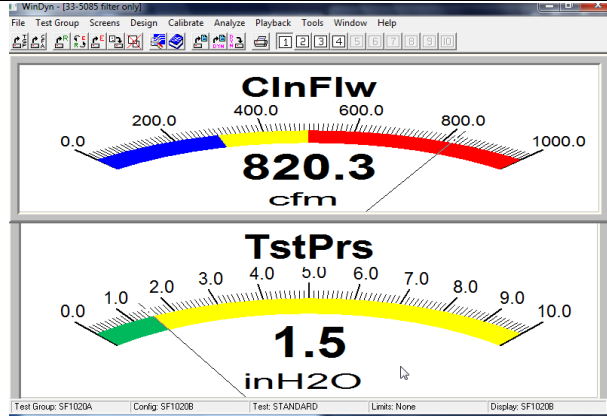 WinDyn - [33-5085 filter only]
File Test Group Screens Design Calibrate Analyze Playback Tools Window Help
1 2 3 4 5 6 7 8 9 10
ClnFlw
0.0 200.0 400.0 600.0 800.0 1000.0
820.3
cfm
TstPrs
0.0 1.0 2.0 3.0 4.0 5.0 6.0 7.0 8.0 9.0 10.0
1.5
inH2O
Test Group: SF1020A Config: SF1020B Test: STANDARD Limits: None Display: SF1020B